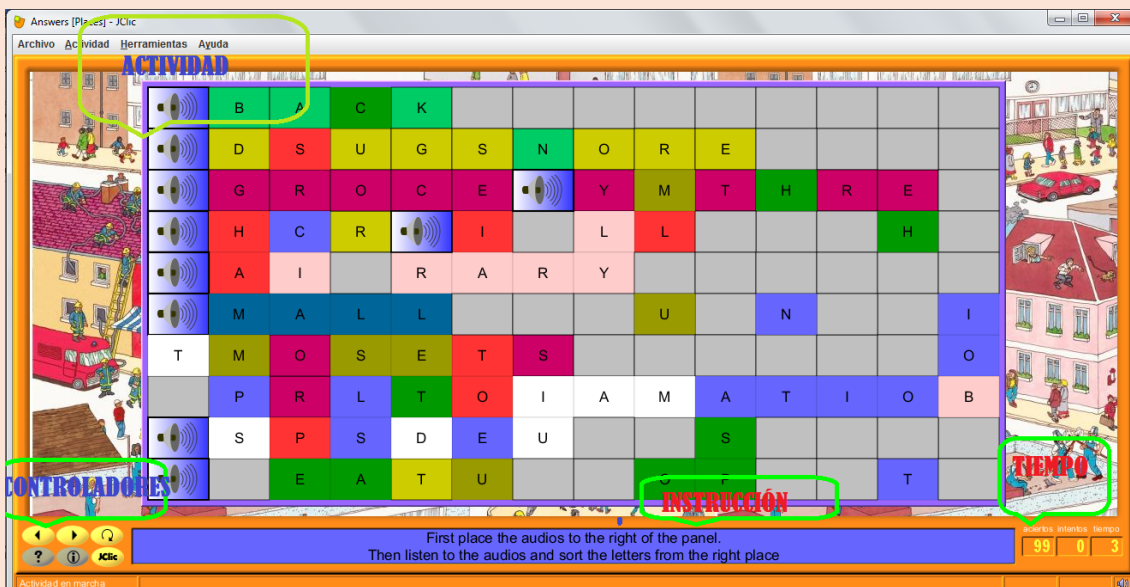 Answers [Places] - JClic
Archivo Actividad Herramientas Ayuda
ACTIVIDAD
B A C K
D S U G S N O R E
G R O C E Y M T H R E
H C R I L L H
A I R A R Y
M A L L U N I
T M O S E T S O
P R L T O I A M A T I O B
S P S D E U S
E A T U O P T
CONTROLADORES
TIEMPO
INSTRUCCIÓN
First place the audios to the right of the panel.
Then listen to the audios and sort the letters from the right place
aciertos intentos tiempo
99 0 3
? i JClic
Actividad en marcha